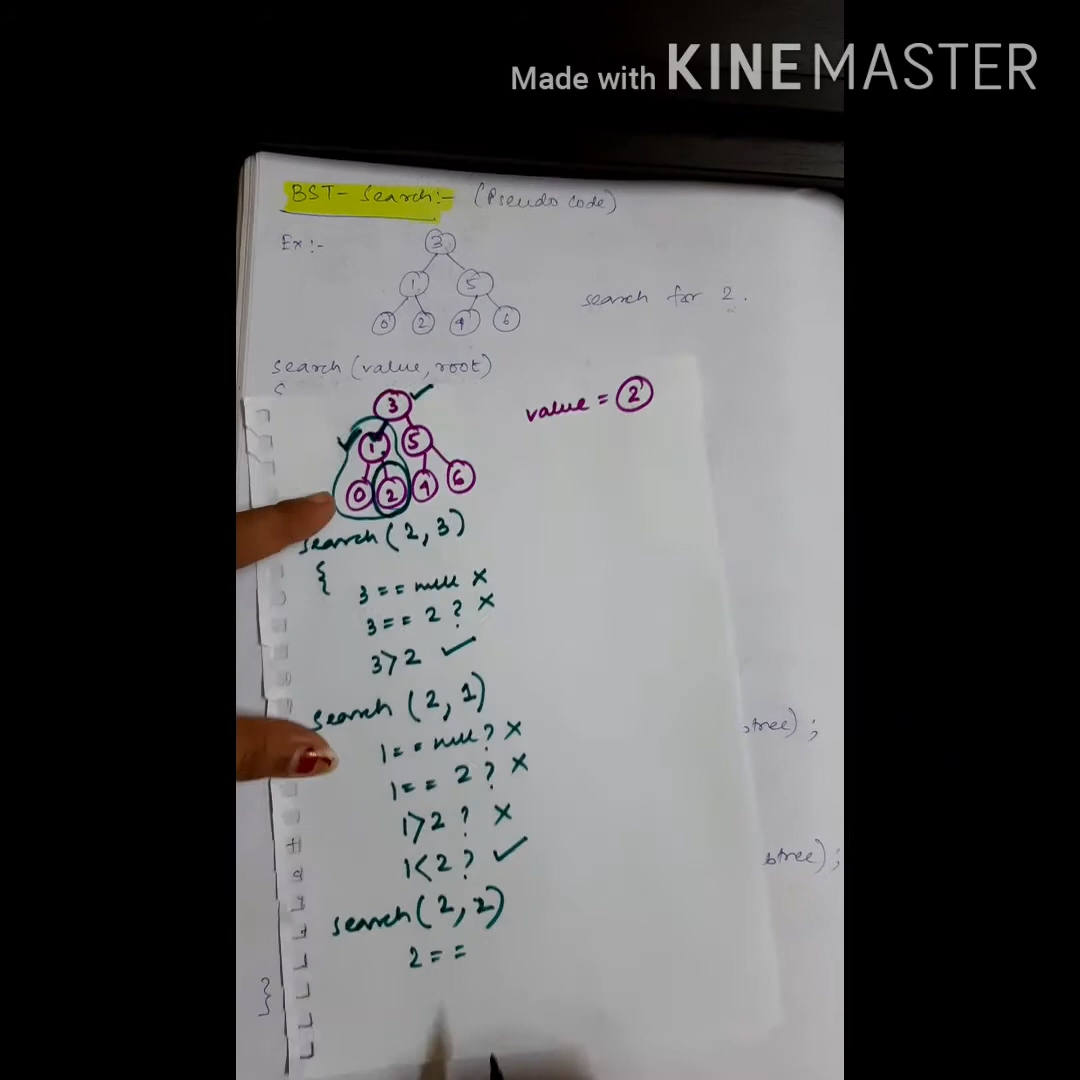 Made with KINEMASTER
BST- Search:- (Pseudo Code)
Ex:-
3
1 5
0 2 4 6
search for 2.
search (value, root)
{
3
1 5
0 2 4 6
value = 2
search (2, 3)
{
3 == null ×
3 == 2 ? ×
3>2 ✓
search (2, 1)
1 == null ? ×
1 == 2 ? ×
1>2 ? ×
1<2 ? ✓
search (2, 2)
2 ==
tree);
btree);
}